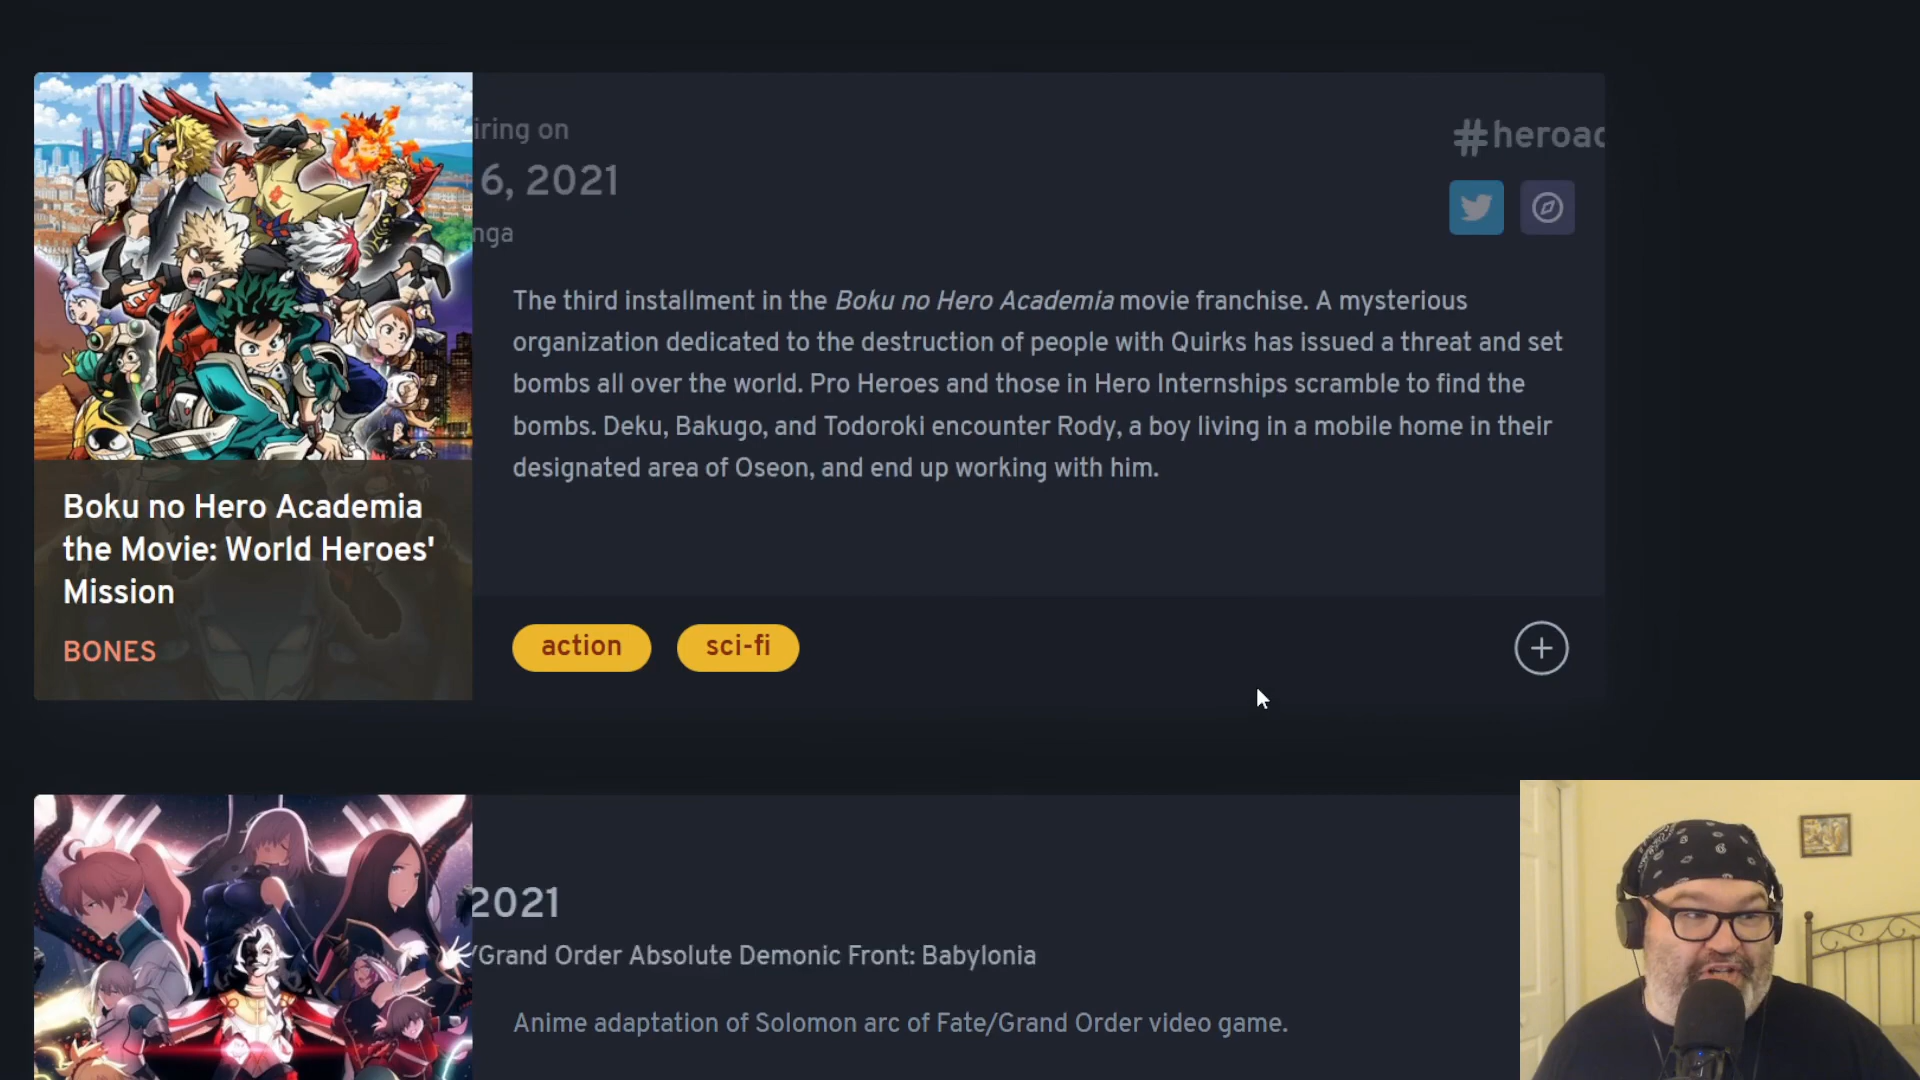 iring on
6, 2021
nga
#heroac
The third installment in the Boku no Hero Academia movie franchise. A mysterious
organization dedicated to the destruction of people with Quirks has issued a threat and set
bombs all over the world. Pro Heroes and those in Hero Internships scramble to find the
bombs. Deku, Bakugo, and Todoroki encounter Rody, a boy living in a mobile home in their
designated area of Oseon, and end up working with him.
Boku no Hero Academia
the Movie: World Heroes'
Mission
BONES
action sci-fi
2021
/Grand Order Absolute Demonic Front: Babylonia
Anime adaptation of Solomon arc of Fate/Grand Order video game.